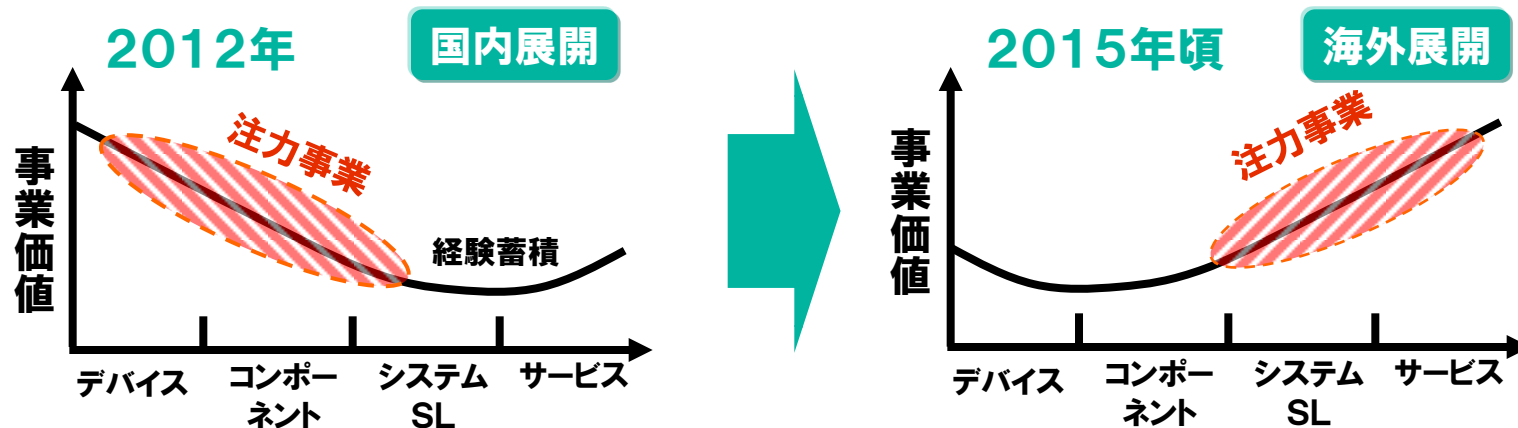 2012年
国内展開
注力事業
事業価値
経験蓄積
デバイス
コンポー
ネント
システム
SL
サービス
2015年頃
海外展開
注力事業
事業価値
デバイス
コンポー
ネント
システム
SL
サービス